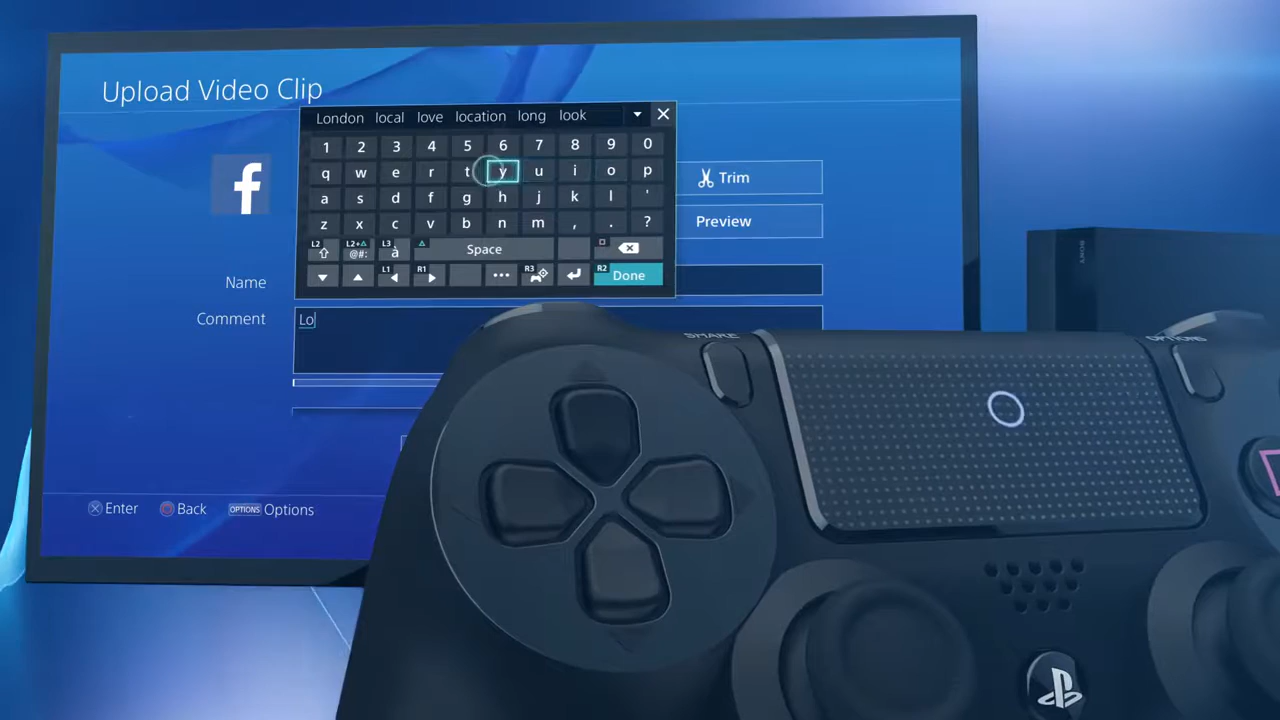 Upload Video Clip
London local love location long look
1 2 3 4 5 6 7 8 9 0
q w e r t y u i o p
a s d f g h j k l '
z x c v b n m , . ?
L2 L2+△ @#: L3 à △ Space □
L1 R1 ... R3 R2 Done
Trim
Preview
Name
Comment
Lo
Enter Back OPTIONS Options
SHARE
OPTIONS
SONY